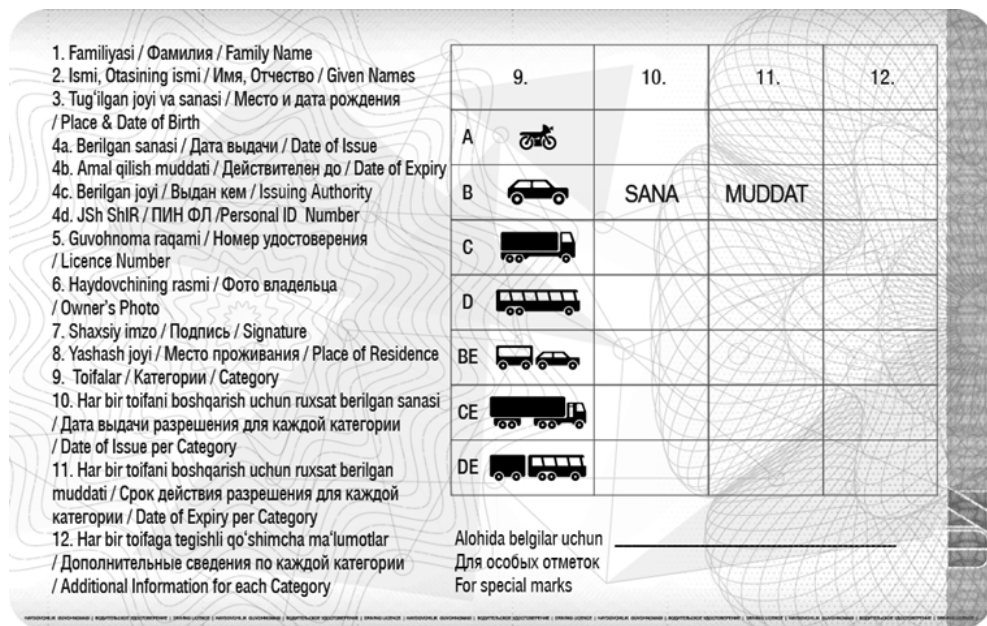 1. Familiyasi / Фамилия / Family Name
2. Ismi, Otasining ismi / Имя, Отчество / Given Names
3. Tug‘ilgan joyi va sanasi / Место и дата рождения
/ Place & Date of Birth
4a. Berilgan sanasi / Дата выдачи / Date of Issue
4b. Amal qilish muddati / Действителен до / Date of Expiry
4c. Berilgan joyi / Выдан кем / Issuing Authority
4d. JSh ShIR / ПИН ФЛ /Personal ID Number
5. Guvohnoma raqami / Номер удостоверения
/ Licence Number
6. Haydovchining rasmi / Фото владельца
/ Owner's Photo
7. Shaxsiy imzo / Подпись / Signature
8. Yashash joyi / Место проживания / Place of Residence
9. Toifalar / Категории / Category
10. Har bir toifani boshqarish uchun ruxsat berilgan sanasi
/ Дата выдачи разрешения для каждой категории
/ Date of Issue per Category
11. Har bir toifani boshqarish uchun ruxsat berilgan
muddati / Срок действия разрешения для каждой
категории / Date of Expiry per Category
12. Har bir toifaga tegishli qo‘shimcha ma‘lumotlar
/ Дополнительные сведения по каждой категории
/ Additional Information for each Category
9. 10. 11. 12.
A
B SANA MUDDAT
C
D
BE
CE
DE
Alohida belgilar uchun
Для особых отметок
For special marks